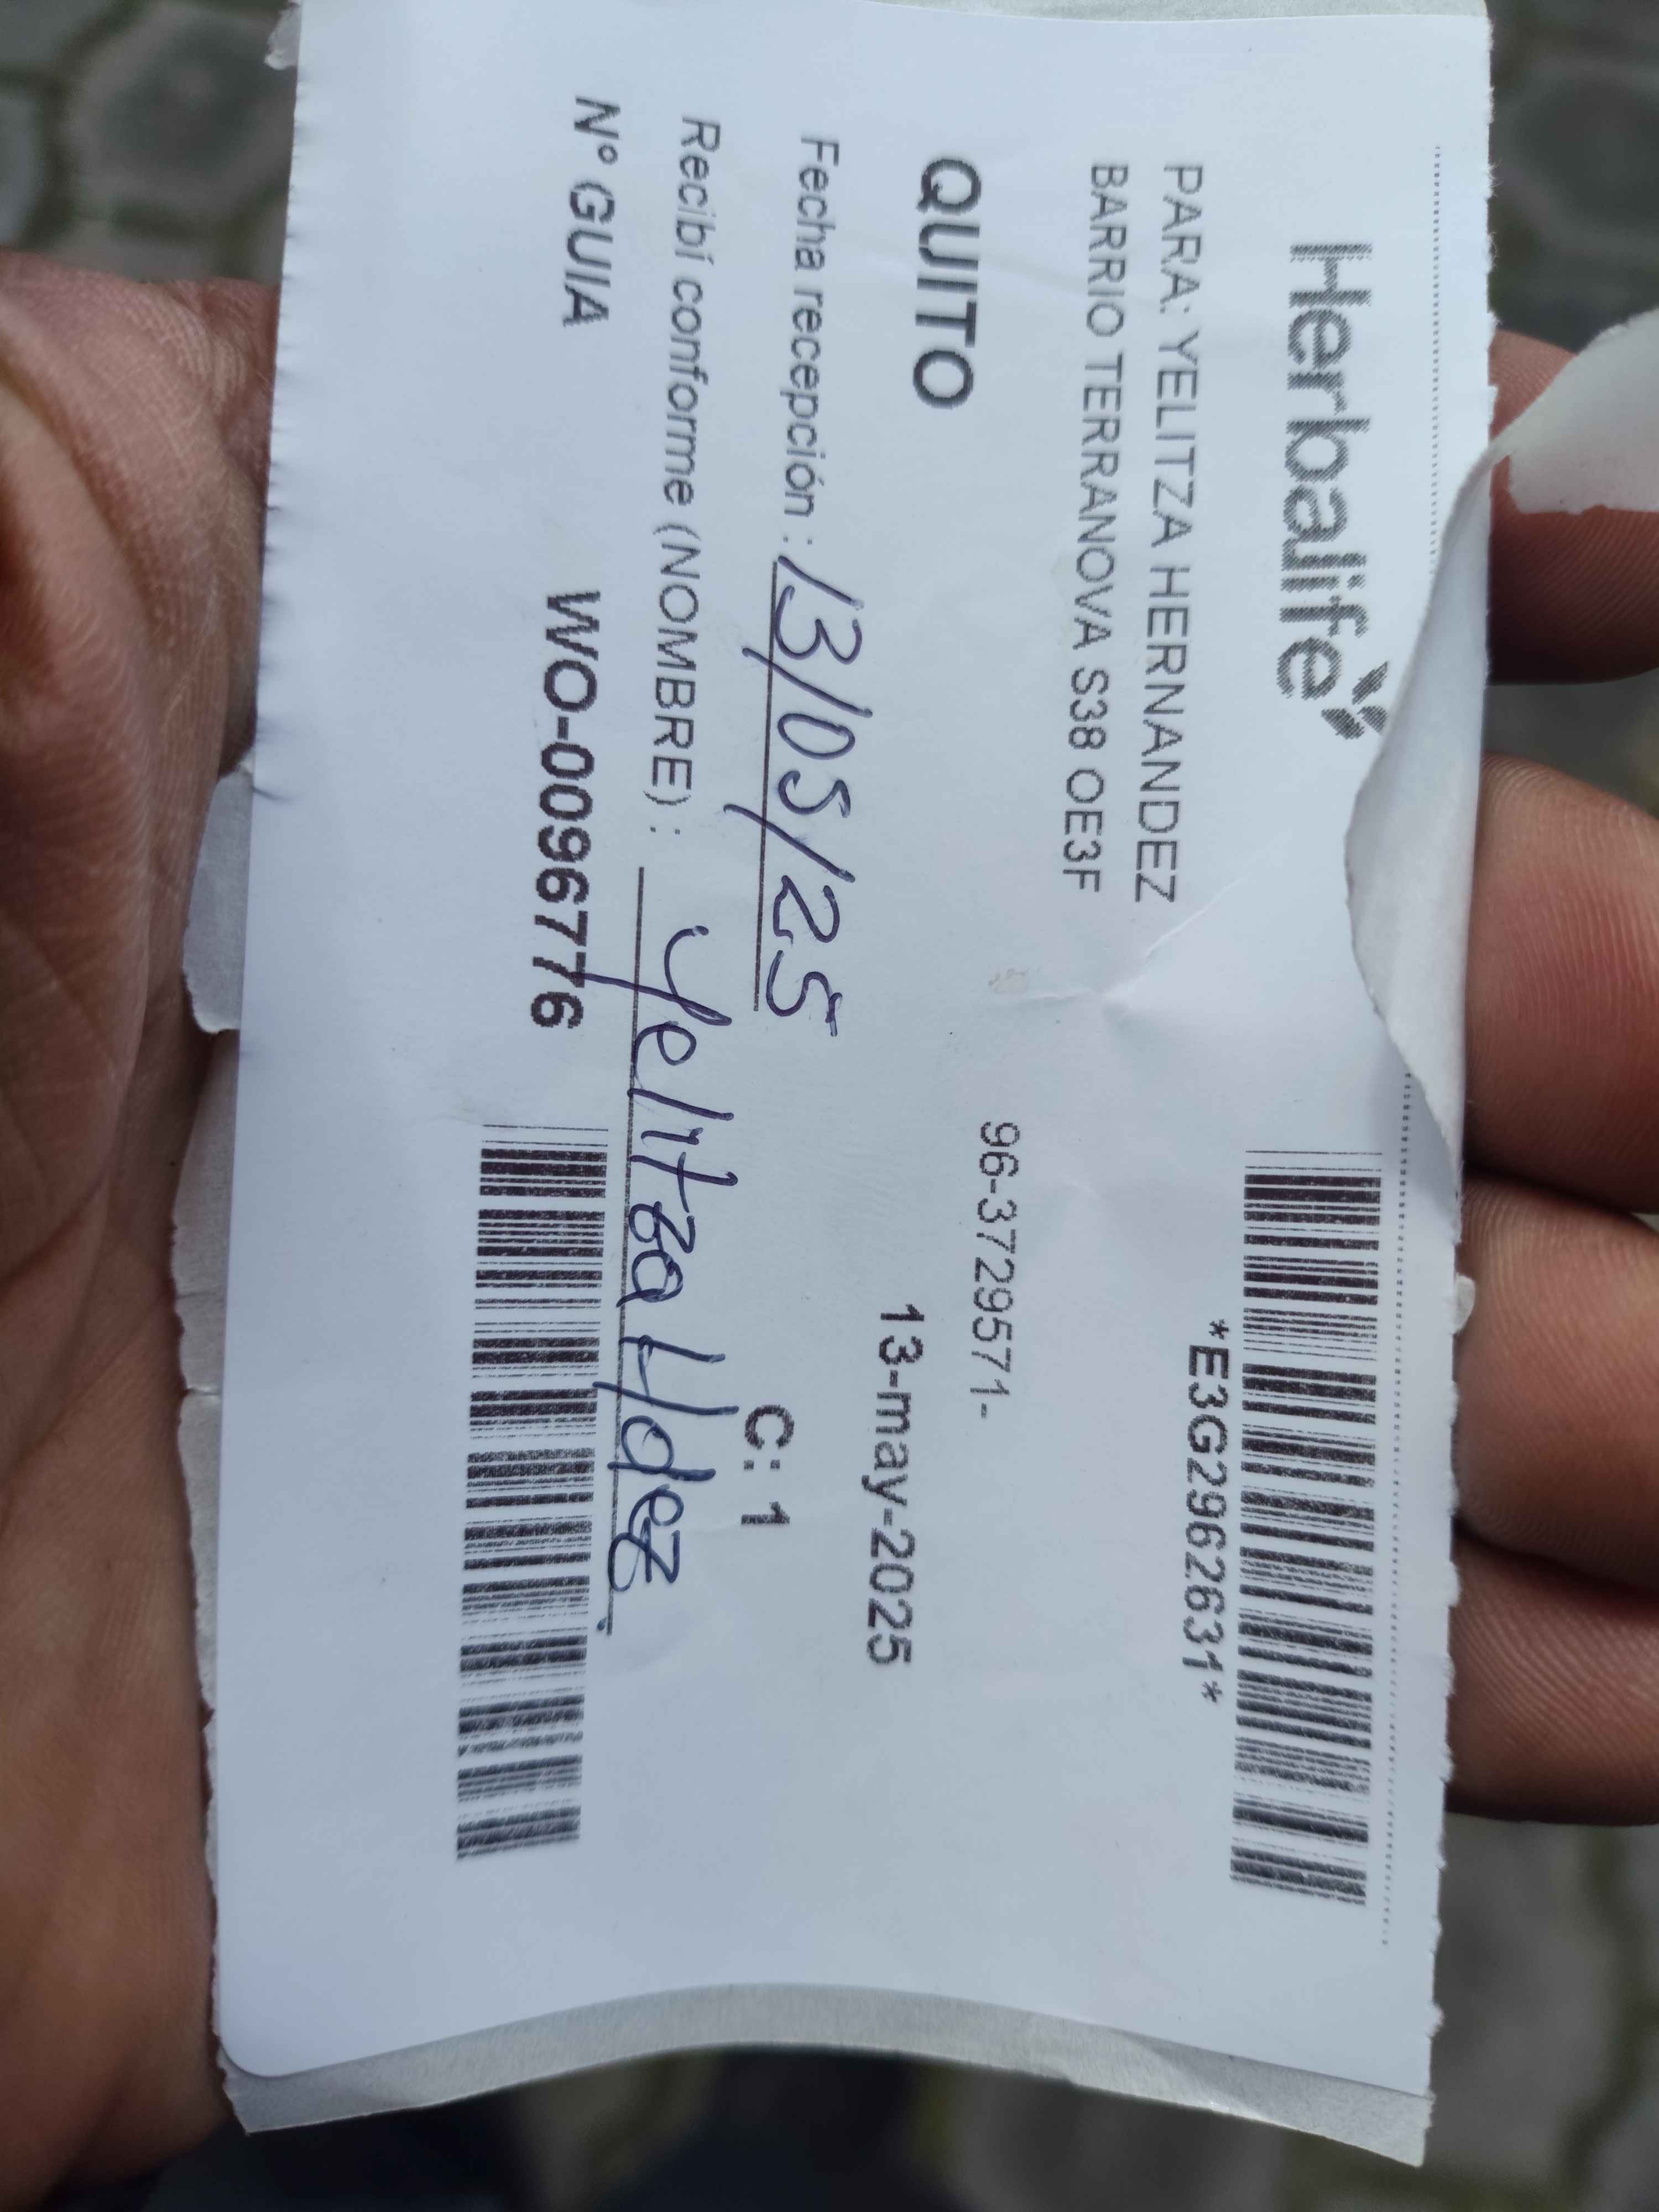 Herbalife
*E3G2962631*
PARA: YELITZA HERNANDEZ
BARRIO TERRANOVA S38 OE3F
96-3729571-
QUITO
13-may-2025
Fecha recepción : 13/05/25
C: 1
Recibí conforme (NOMBRE) : Yelitza Hdez
N° GUIA WO-0096776